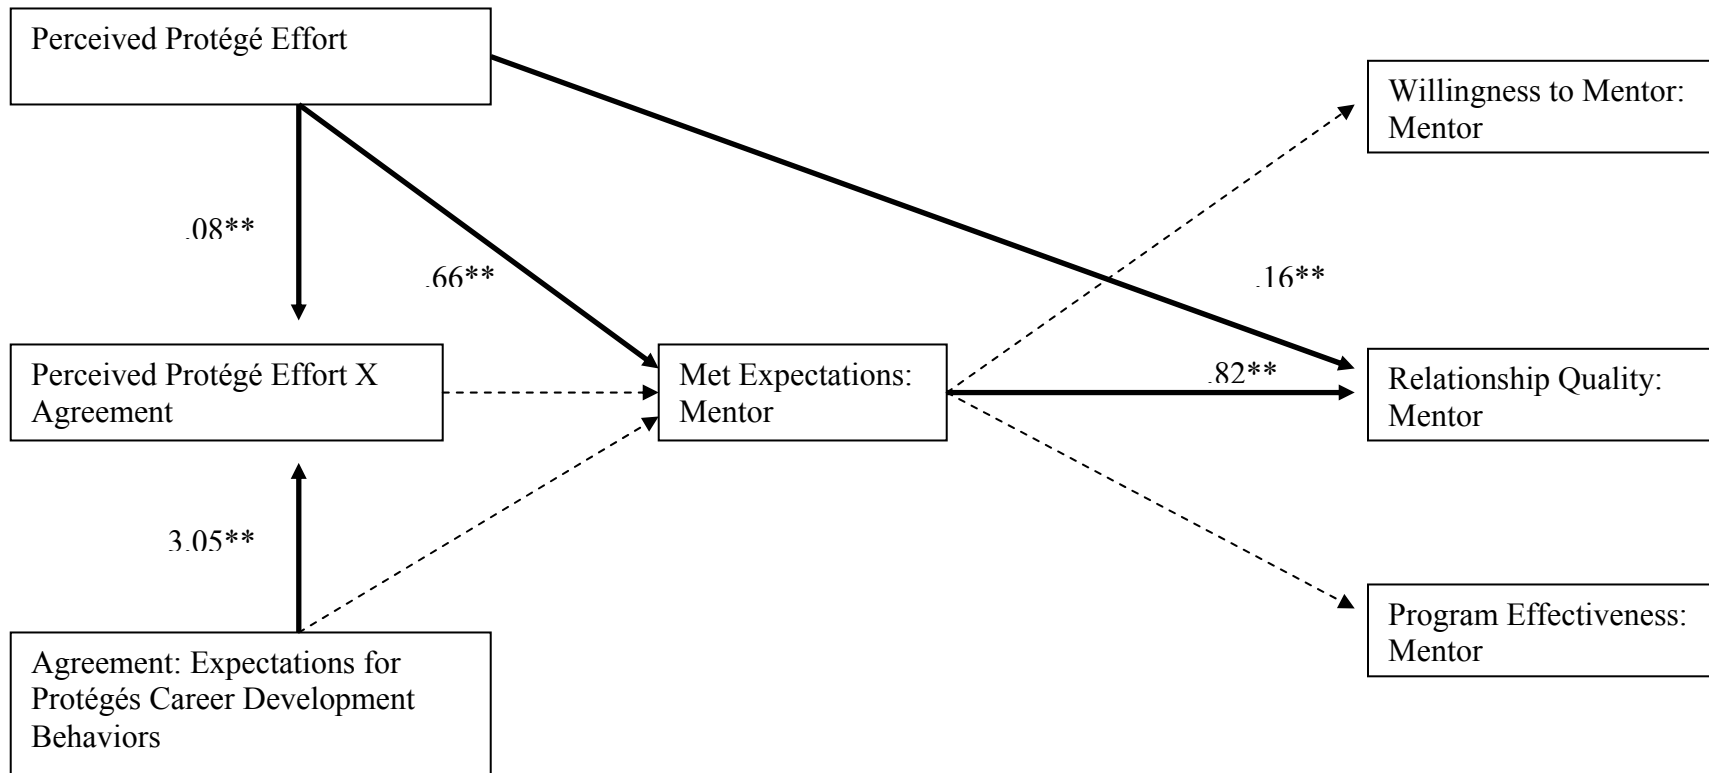 Perceived Protégé Effort
Willingness to Mentor:
Mentor
.08**
.66**
.16**
Perceived Protégé Effort X
Agreement
Met Expectations:
Mentor
.82**
Relationship Quality:
Mentor
3.05**
Agreement: Expectations for
Protégés Career Development
Behaviors
Program Effectiveness:
Mentor